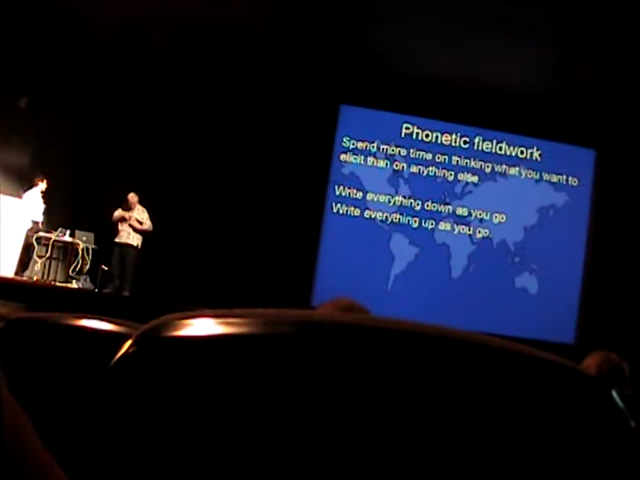 Phonetic fieldwork
Spend more time on thinking what you want to
elicit than on anything else.
Write everything down as you go
Write everything up as you go.